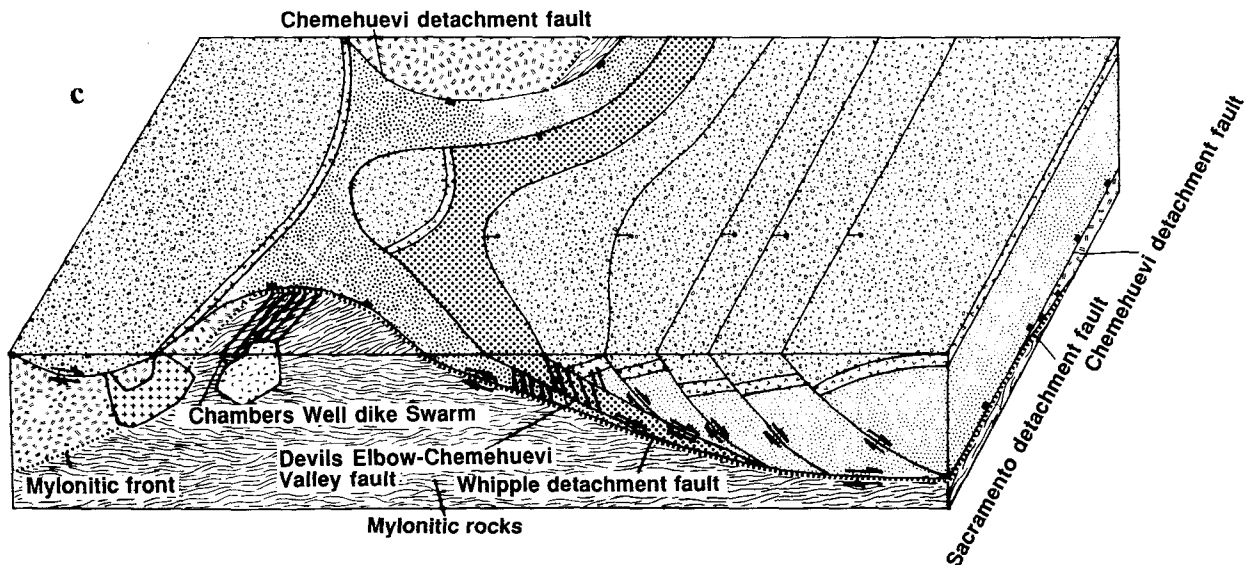 Chemehuevi detachment fault
c
Chambers Well dike Swarm
Mylonitic front
Devils Elbow-Chemehuevi
Valley fault
Whipple detachment fault
Mylonitic rocks
Sacramento detachment fault
Chemehuevi detachment fault